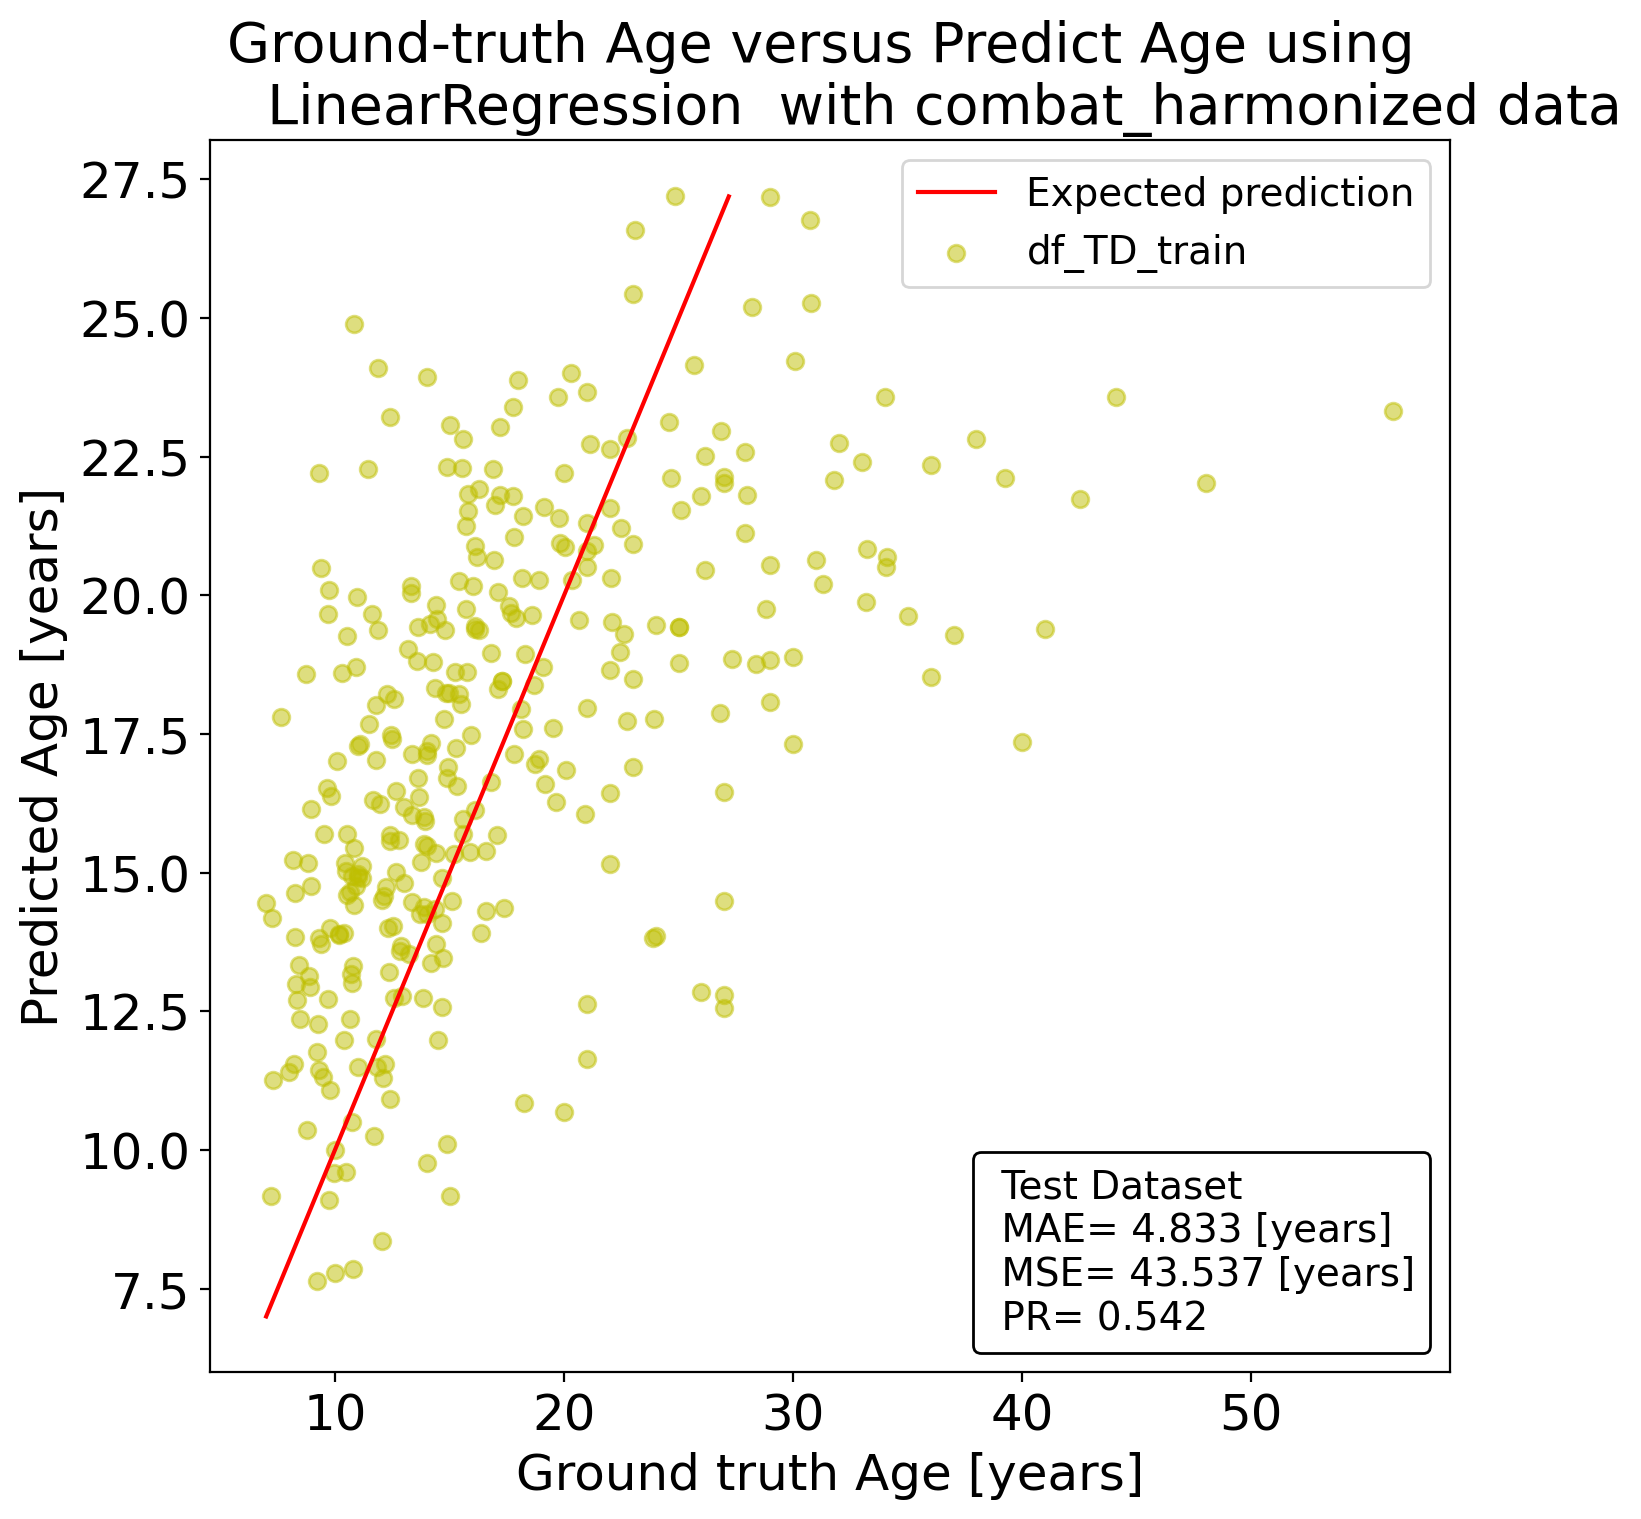 Ground-truth Age versus Predict Age using
LinearRegression  with combat_harmonized data
27.5
25.0
22.5
20.0
17.5
15.0
12.5
10.0
7.5
Predicted Age [years]
Expected prediction
df_TD_train
Test Dataset
MAE= 4.833 [years]
MSE= 43.537 [years]
PR= 0.542
10 20 30 40 50
Ground truth Age [years]